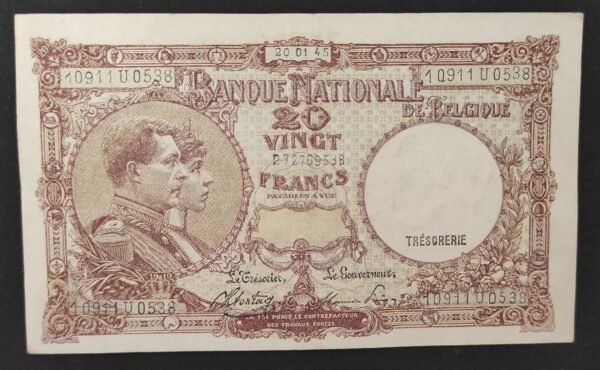 20 01 45
10911 U 0538 10911 U 0538
BANQUE NATIONALE
DE BELGIQUE
20
VINGT
272769538
FRANCS
PAYABLES A VUE
TRÉSORERIE
Le Trésorier, Le Gouverneur,
10911 U 0538 10911 U 0538
LA LOI PUNIT LE CONTREFACTEUR
DES TRAVAUX FORCÉS